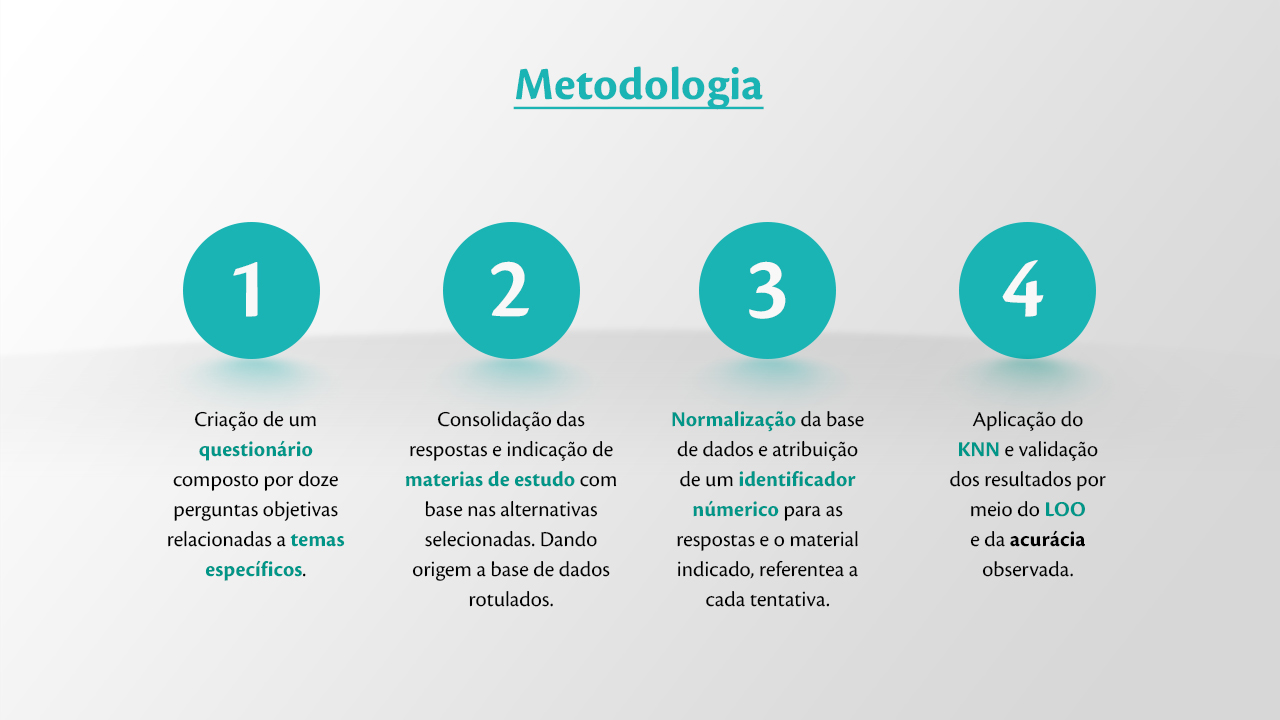 Metodologia
1
2
3
4
Criação de um
questionário
composto por doze
perguntas objetivas
relacionadas a temas
específicos.
Consolidação das
respostas e indicação de
materias de estudo com
base nas alternativas
selecionadas. Dando
origem a base de dados
rotulados.
Normalização da base
de dados e atribuição
de um identificador
númerico para as
respostas e o material
indicado, referentea a
cada tentativa.
Aplicação do
KNN e validação
dos resultados por
meio do LOO
e da acurácia
observada.